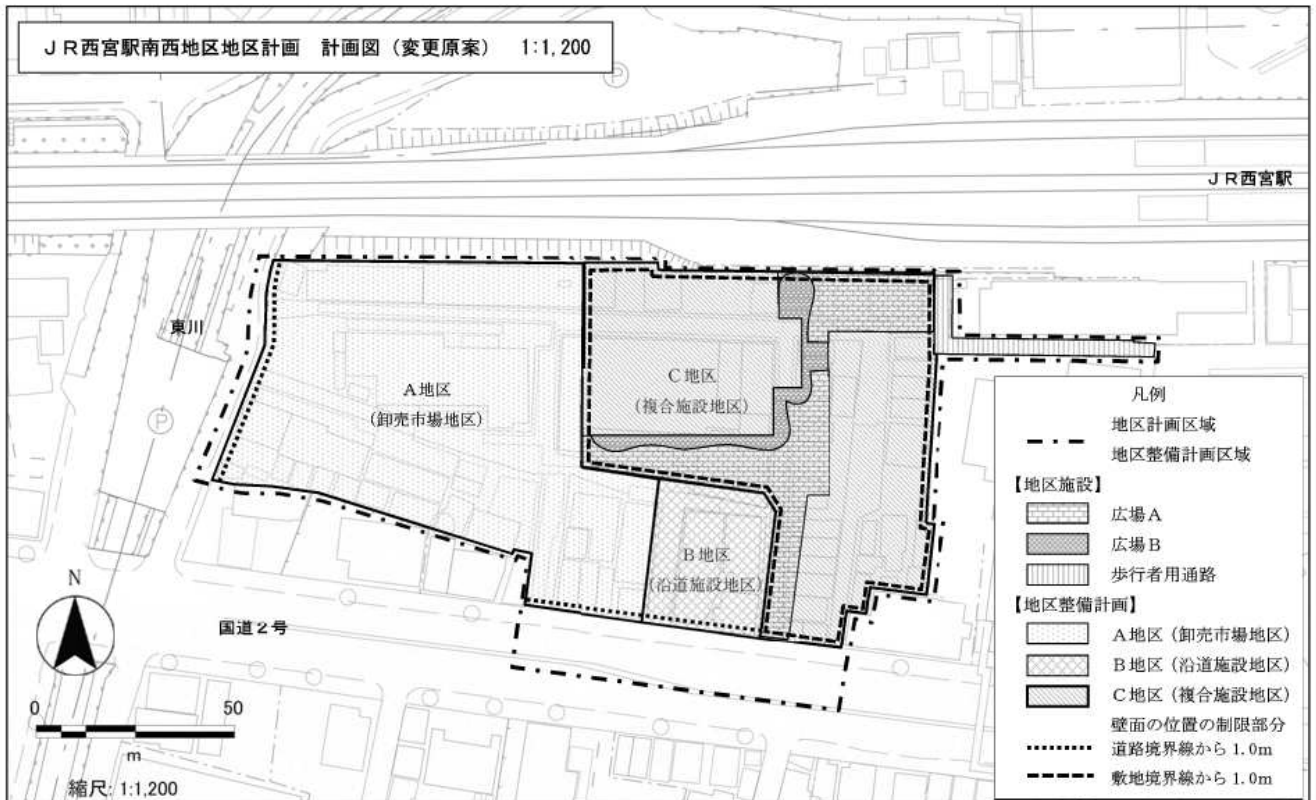 JR西宮駅南西地区地区計画 計画図（変更原案） 1:1,200
P
JR西宮駅
東川
P
A地区
（卸売市場地区）
C地区
（複合施設地区）
B地区
（沿道施設地区）
N
国道2号
0 50
m
縮尺: 1:1,200
凡例
地区計画区域
地区整備計画区域
【地区施設】
広場A
広場B
歩行者用通路
【地区整備計画】
A地区（卸売市場地区）
B地区（沿道施設地区）
C地区（複合施設地区）
壁面の位置の制限部分
道路境界線から1.0m
敷地境界線から1.0m